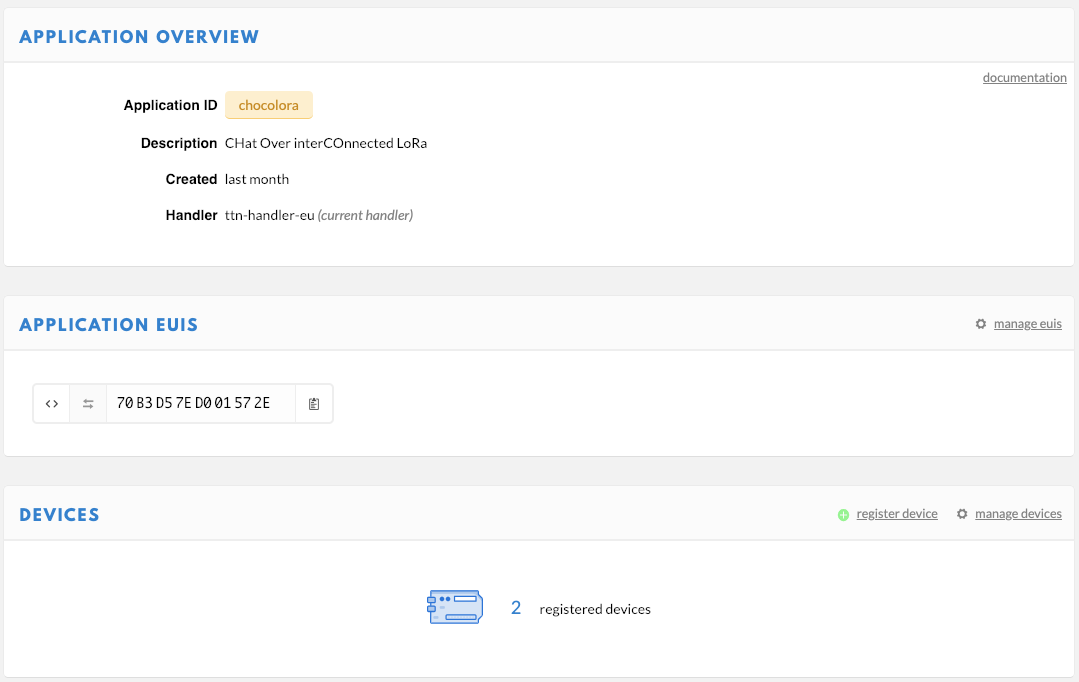 APPLICATION OVERVIEW
documentation
Application ID chocolora
Description CHat Over interCOnnected LoRa
Created last month
Handler ttn-handler-eu (current handler)
APPLICATION EUIS
manage euis
<> 70 B3 D5 7E D0 01 57 2E
DEVICES
register device manage devices
2 registered devices